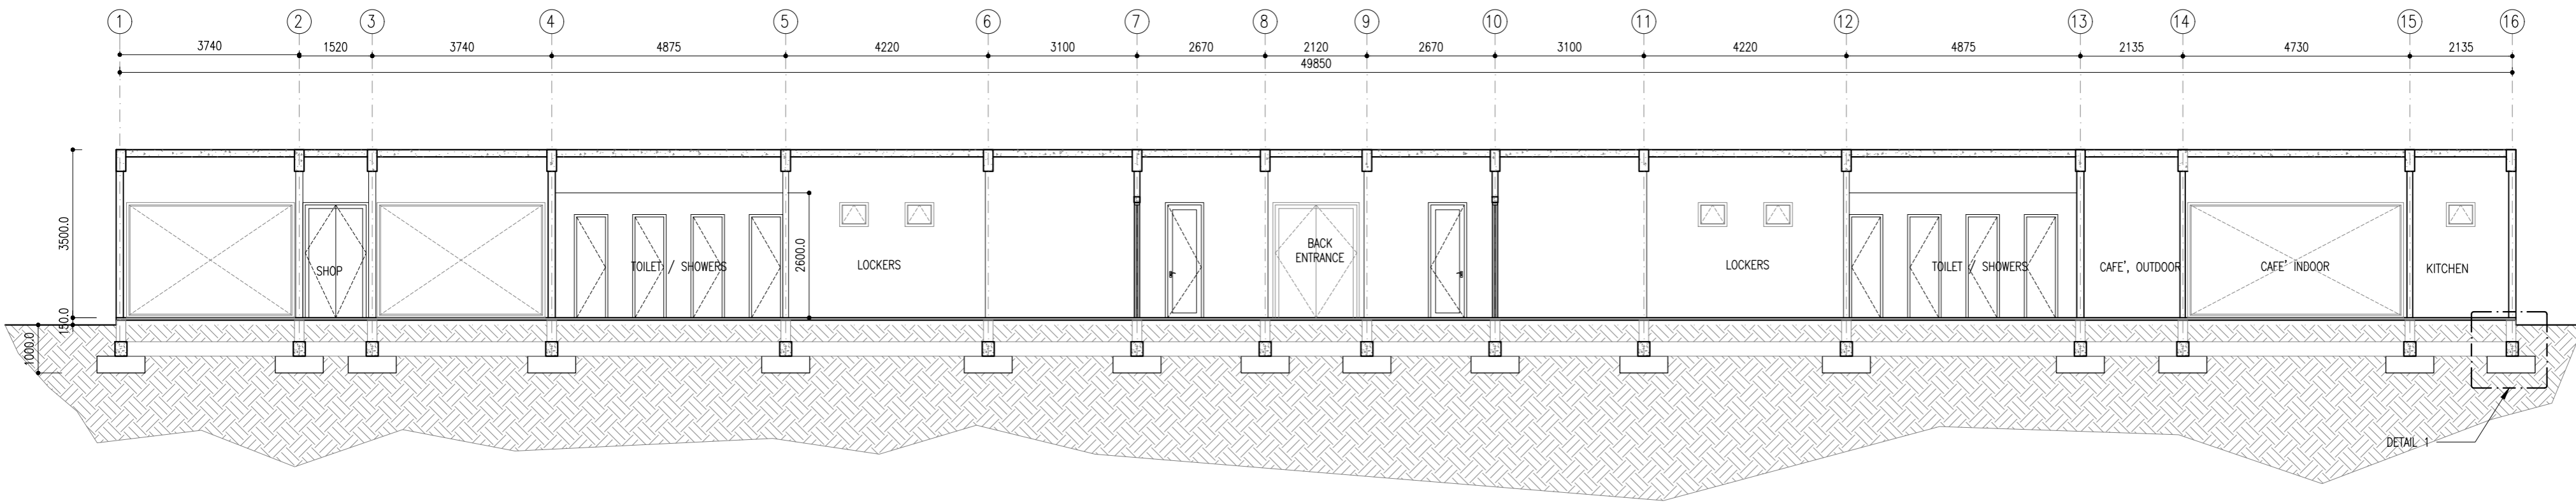 1 2 3 4 5 6 7 8 9 10 11 12 13 14 15 16
3740 1520 3740 4875 4220 3100 2670 2120 2670 3100 4220 4875 2135 4730 2135
49850
3500.0
150.0
1000.0
2600.0
SHOP
TOILET / SHOWERS
LOCKERS
BACK
ENTRANCE
LOCKERS
TOILET / SHOWERS
CAFE', OUTDOOR
CAFE' INDOOR
KITCHEN
DETAIL 1